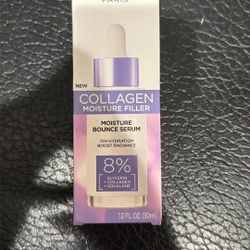 PARIS
NEW
COLLAGEN
MOISTURE FILLER
MOISTURE
BOUNCE SERUM
72H HYDRATION
BOOST RADIANCE
8%
GLYCERIN
+ COLLAGEN +
SQUALANE
1.0 FL. OZ (30ml)